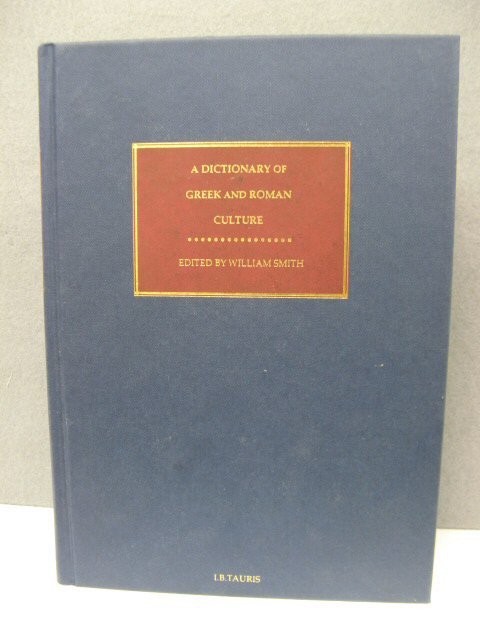 A DICTIONARY OF
GREEK AND ROMAN
CULTURE
EDITED BY WILLIAM SMITH
I.B.TAURIS